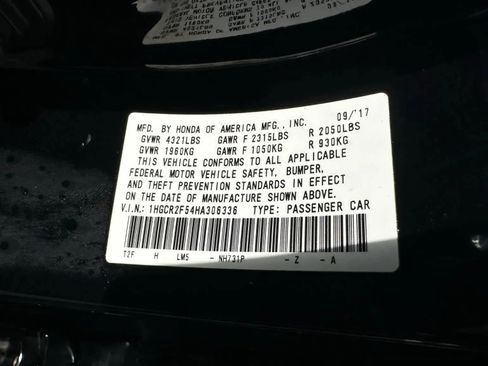 MFD. BY HONDA OF AMERICA MFG., INC. 09/'17
GVWR 4321LBS GAWR F 2315LBS R 2050LBS
GVWR 1960KG GAWR F 1050KG R 930KG
THIS VEHICLE CONFORMS TO ALL APPLICABLE
FEDERAL MOTOR VEHICLE SAFETY, BUMPER,
AND THEFT PREVENTION STANDARDS IN EFFECT
ON THE DATE OF MANUFACTURE SHOWN ABOVE.
V.I.N.: 1HGCR2F54HA306336 TYPE: PASSENGER CAR
T2F H LM5 - NH731P - Z - A